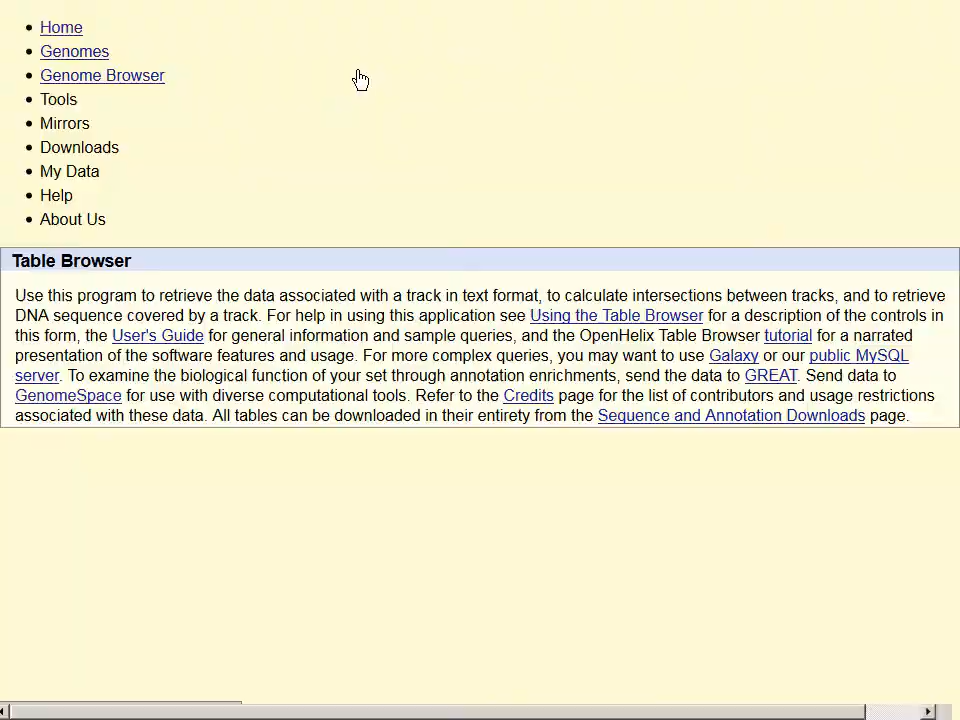 Home
Genomes
Genome Browser
Tools
Mirrors
Downloads
My Data
Help
About Us
Table Browser
Use this program to retrieve the data associated with a track in text format, to calculate intersections between tracks, and to retrieve
DNA sequence covered by a track. For help in using this application see Using the Table Browser for a description of the controls in
this form, the User's Guide for general information and sample queries, and the OpenHelix Table Browser tutorial for a narrated
presentation of the software features and usage. For more complex queries, you may want to use Galaxy or our public MySQL
server. To examine the biological function of your set through annotation enrichments, send the data to GREAT. Send data to
GenomeSpace for use with diverse computational tools. Refer to the Credits page for the list of contributors and usage restrictions
associated with these data. All tables can be downloaded in their entirety from the Sequence and Annotation Downloads page.